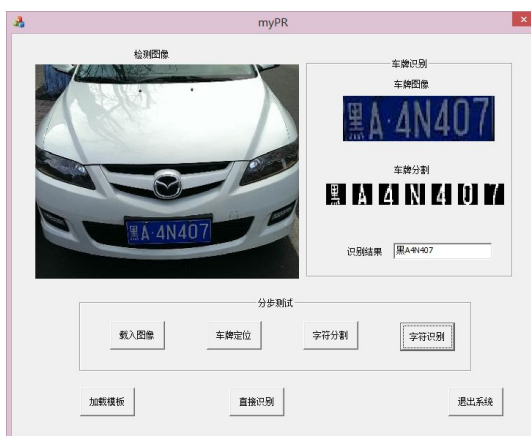 myPR
检测图像
黑A·4N407
车牌识别
车牌图像
黑A·4N407
车牌分割
黑A4N407
识别结果
黑A4N407
分步测试
载入图像
车牌定位
字符分割
字符识别
加载模板
直接识别
退出系统